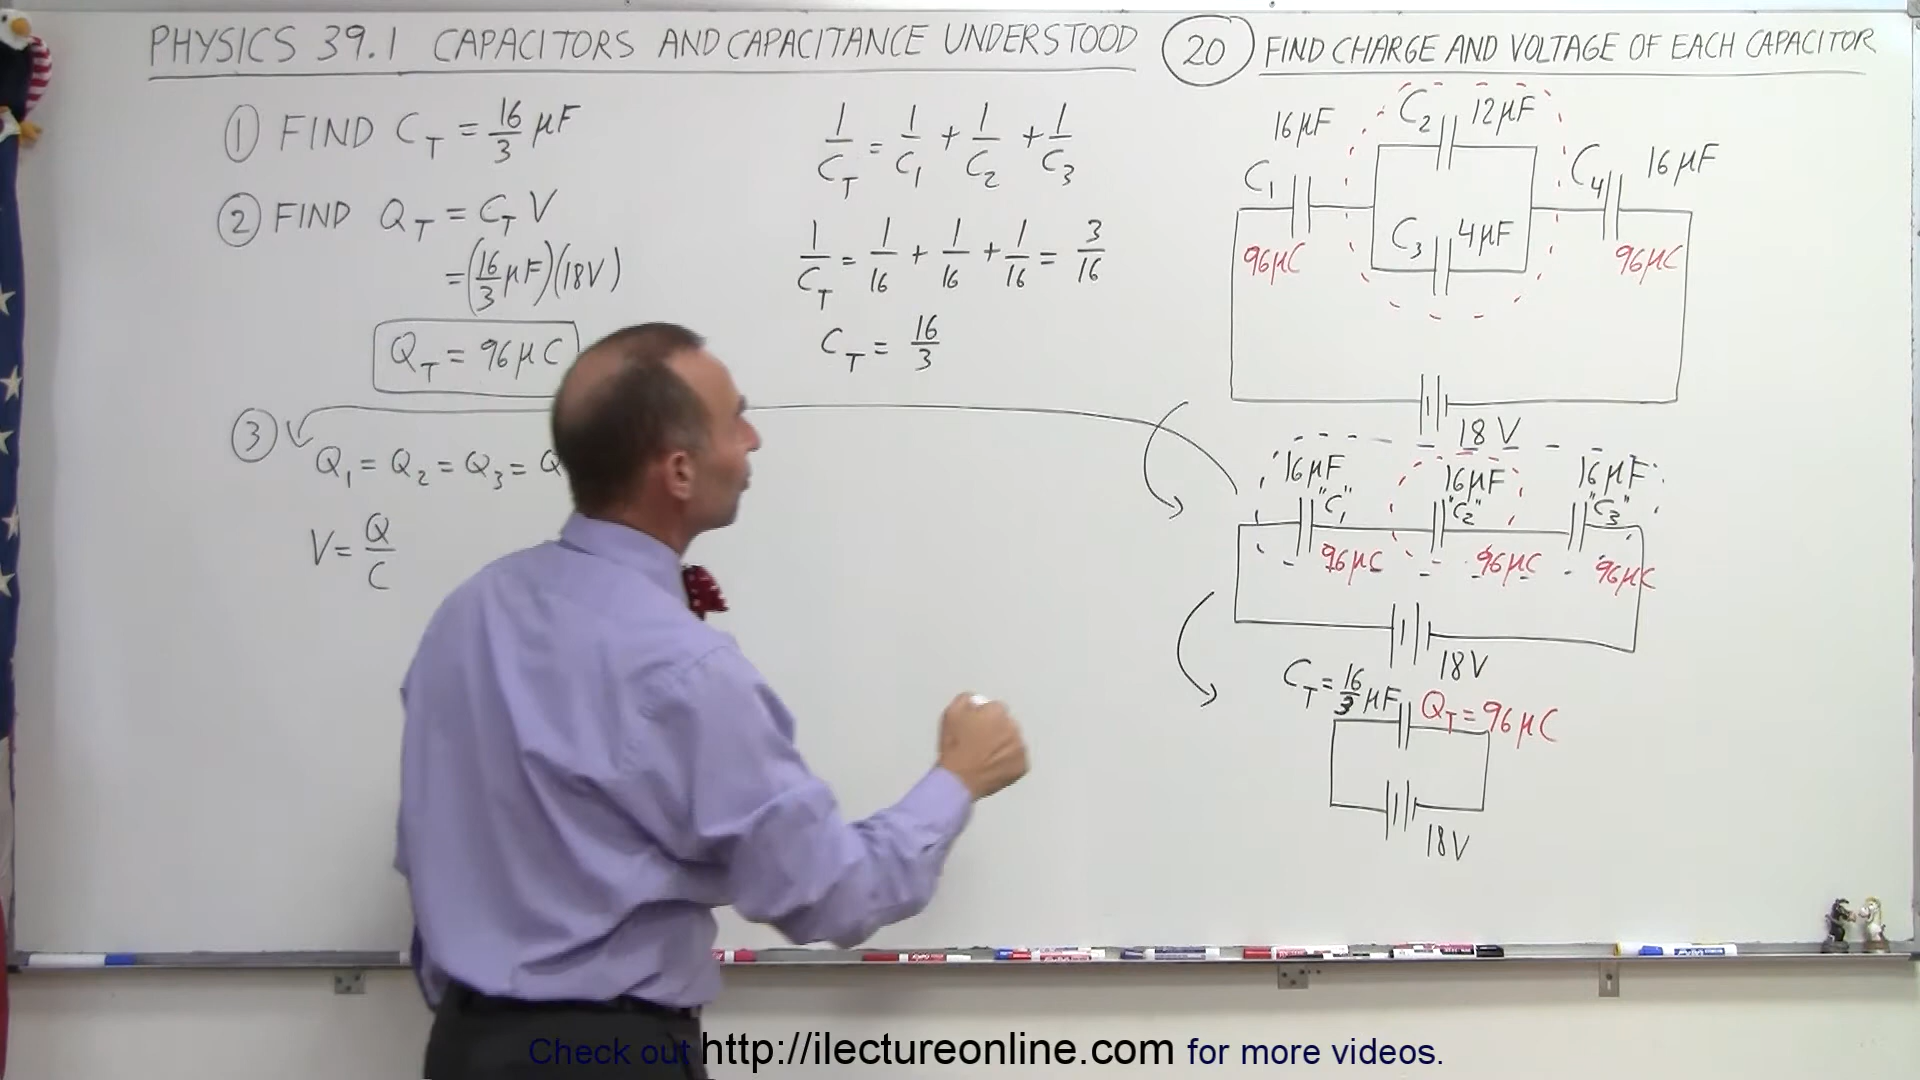 PHYSICS 39.1 CAPACITORS AND CAPACITANCE UNDERSTOOD
20 FIND CHARGE AND VOLTAGE OF EACH CAPACITOR
1 FIND C_T = 16/3 μF
2 FIND Q_T = C_T V
= (16/3 μF)(18V)
Q_T = 96 μC
3
Q_1 = Q_2 = Q_3 = Q
V = Q/C
1/C_T = 1/C_1 + 1/C_2 + 1/C_3
1/C_T = 1/16 + 1/16 + 1/16 = 3/16
C_T = 16/3
C_2 12μF
16μF
C_1
C_4 16μF
C_3 4μF
96μC
96μC
18 V
16μF 16μF 16μF
"C_1" "C_2" "C_3"
96μC 96μC 96μC
18V
C_T = 16/3 μF Q_T = 96μC
18V
Check out http://ilectureonline.com for more videos.